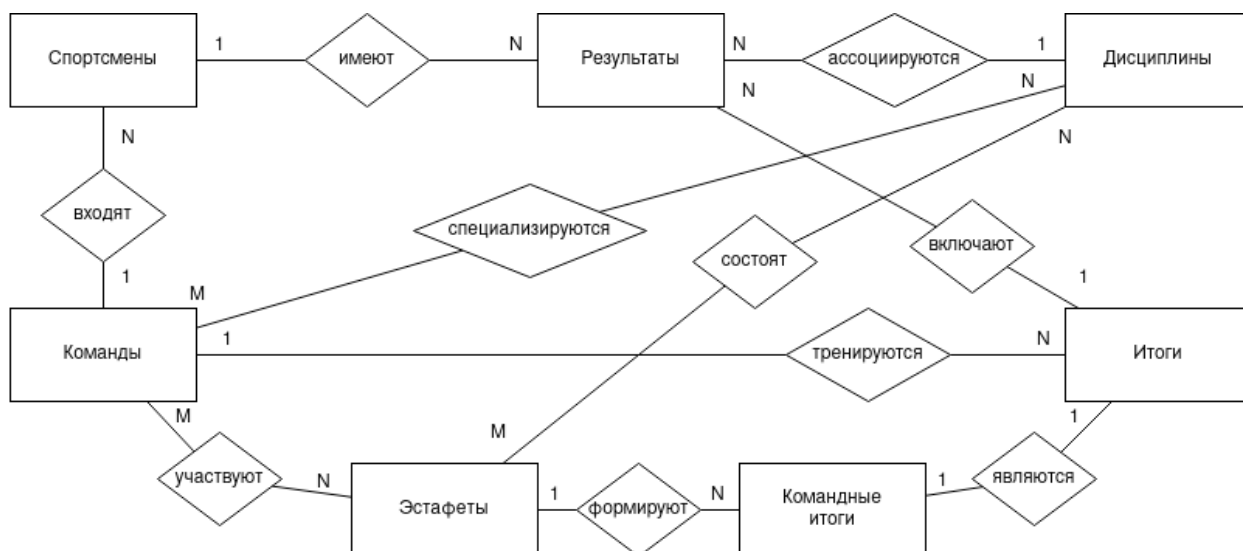 Спортсмены
1
имеют
N
Результаты
N
ассоциируются
1
Дисциплины
N
N
N
N
входят
специализируются
состоят
включают
1
M
1
Команды
1
тренируются
N
Итоги
M
M
1
участвуют
N
Эстафеты
1
формируют
N
Командные
итоги
1
являются